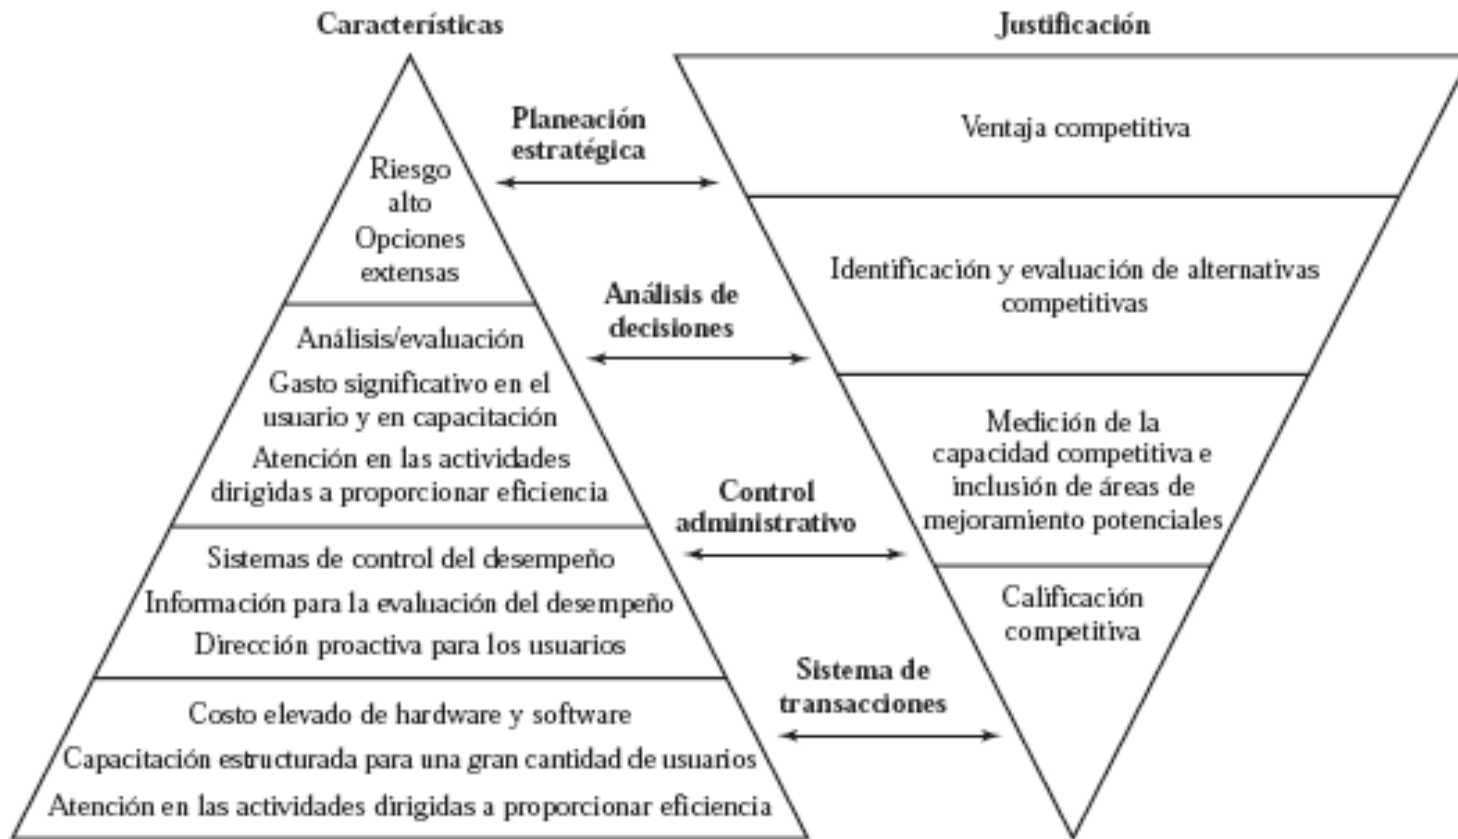 Características
Riesgo
alto
Opciones
extensas
Análisis/evaluación
Gasto significativo en el
usuario y en capacitación
Atención en las actividades
dirigidas a proporcionar eficiencia
Sistemas de control del desempeño
Información para la evaluación del desempeño
Dirección proactiva para los usuarios
Costo elevado de hardware y software
Capacitación estructurada para una gran cantidad de usuarios
Atención en las actividades dirigidas a proporcionar eficiencia
Planeación
estratégica
Análisis de
decisiones
Control
administrativo
Sistema de
transacciones
Justificación
Ventaja competitiva
Identificación y evaluación de alternativas
competitivas
Medición de la
capacidad competitiva e
inclusión de áreas de
mejoramiento potenciales
Calificación
competitiva